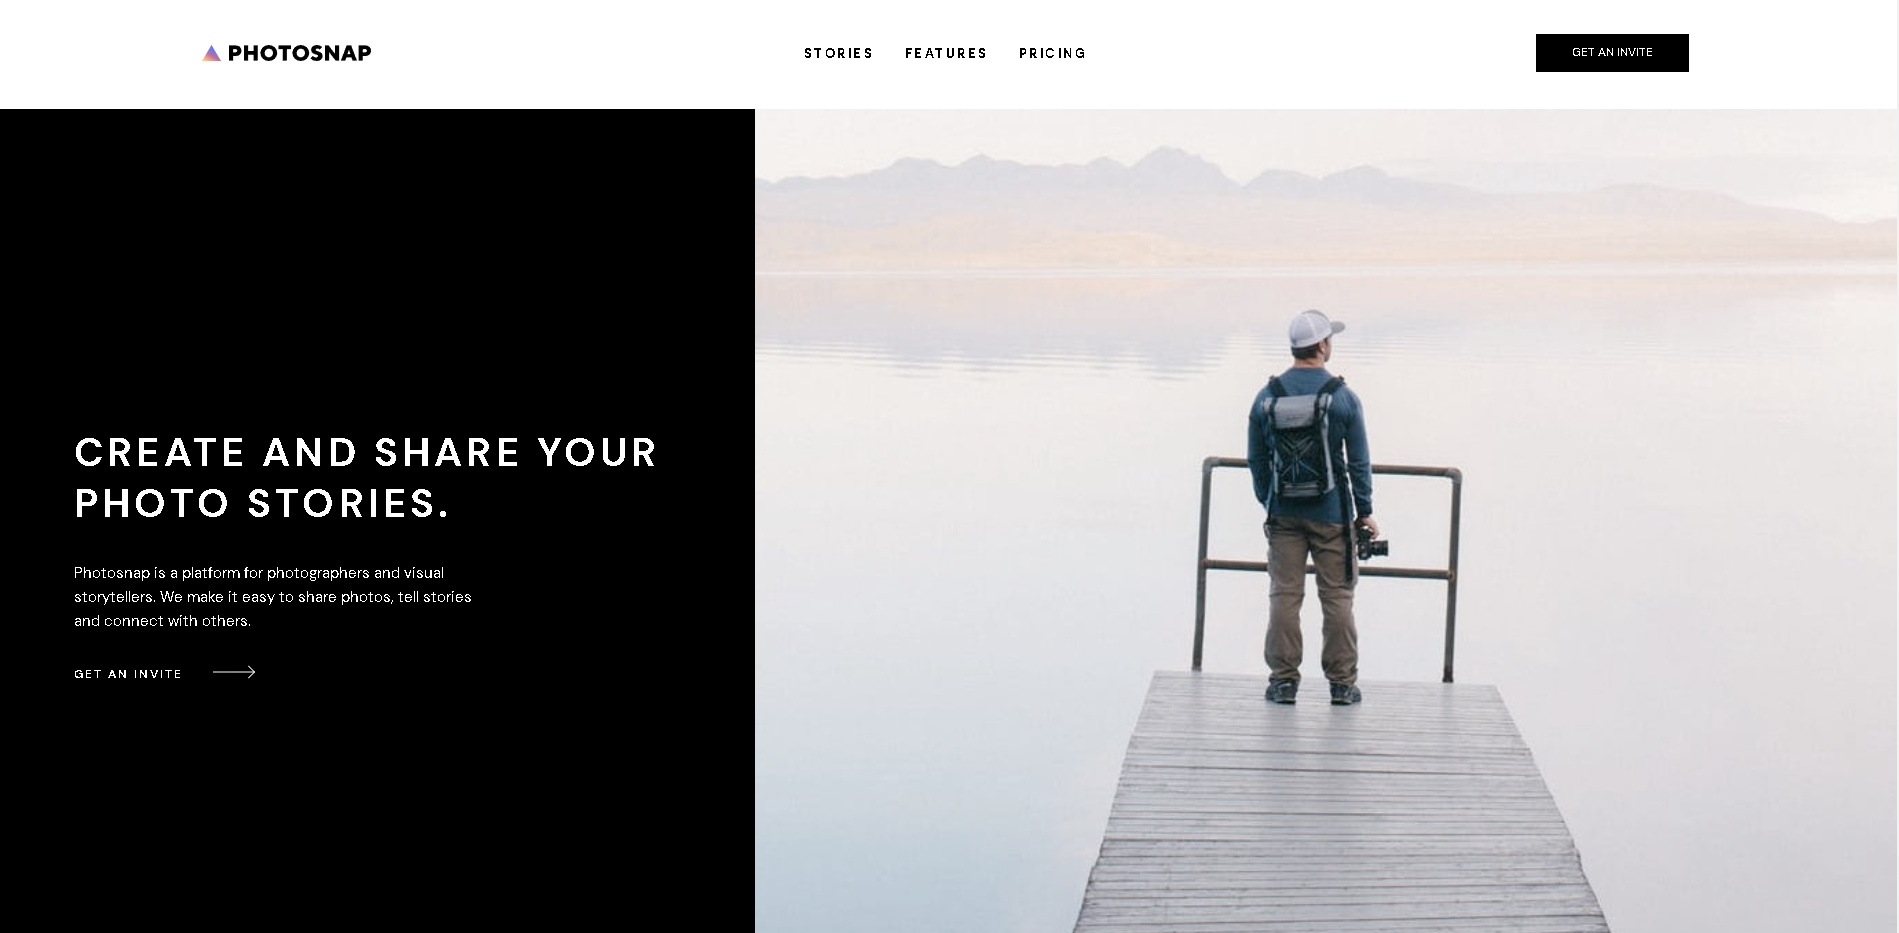 PHOTOSNAP
STORIES FEATURES PRICING
GET AN INVITE
CREATE AND SHARE YOUR
PHOTO STORIES.
Photosnap is a platform for photographers and visual
storytellers. We make it easy to share photos, tell stories
and connect with others.
GET AN INVITE